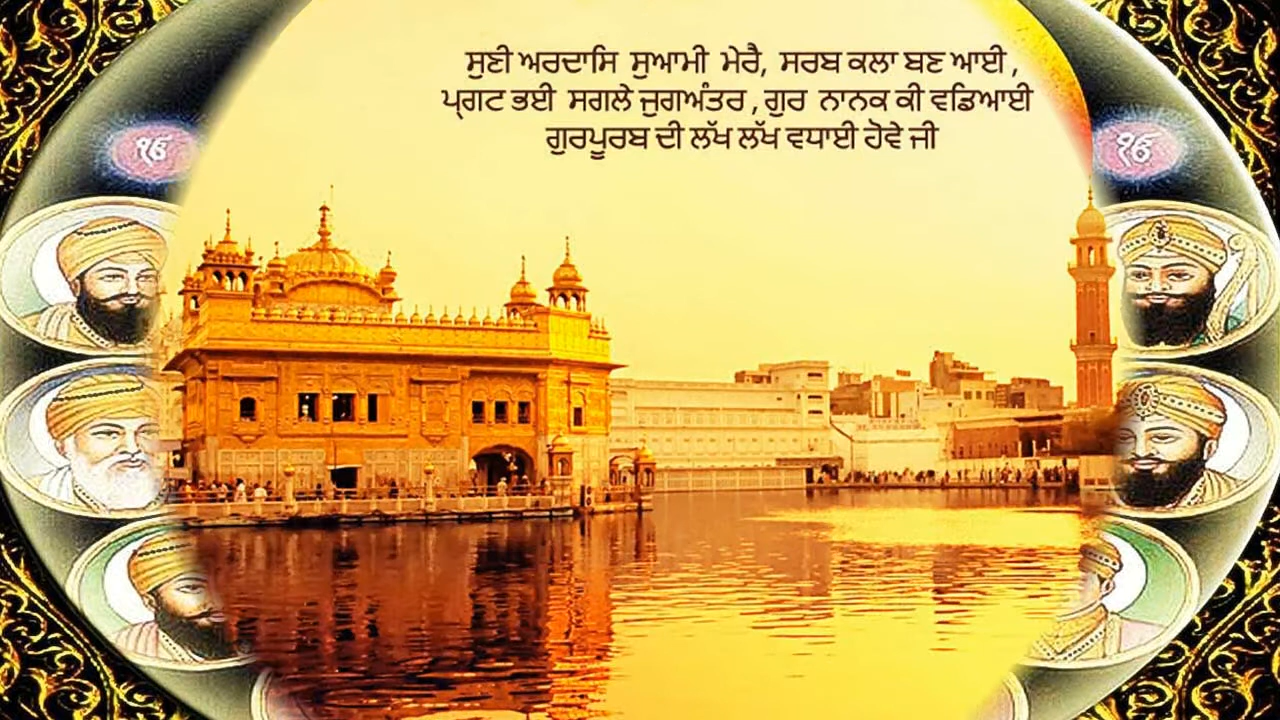 ਸੁਣੀ ਅਰਦਾਸਿ ਸੁਆਮੀ ਮੇਰੈ, ਸਰਬ ਕਲਾ ਬਣ ਆਈ ,
ਪ੍ਗਟ ਭਈ ਸਗਲੇ ਜੁਗਅੰਤਰ , ਗੁਰ ਨਾਨਕ ਕੀ ਵਡਿਆਈ
ਗੁਰਪੂਰਬ ਦੀ ਲੱਖ ਲੱਖ ਵਧਾਈ ਹੋਵੇ ਜੀ
ੴ ੴ